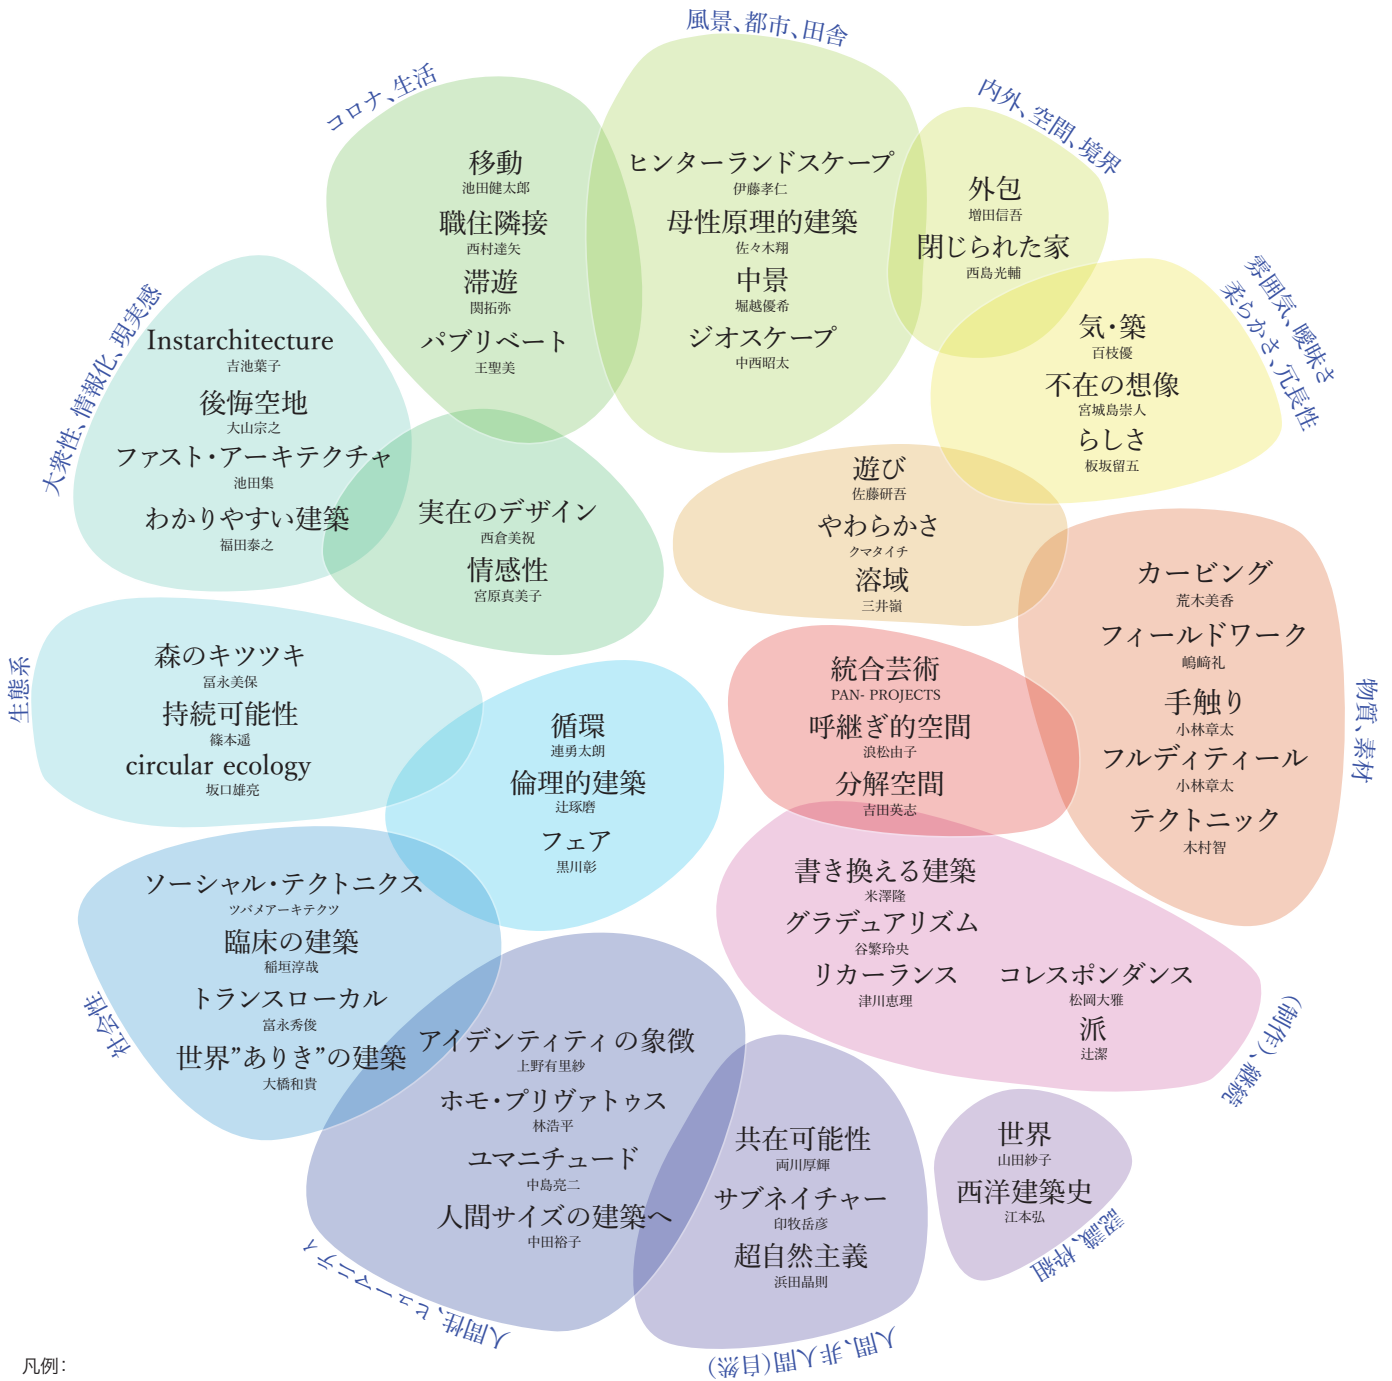 風景、都市、田舎
コロナ、生活
内外、空間、境界
移動
池田健太郎
職住隣接
西村達矢
滞遊
関拓弥
パブリベート
王聖美
ヒンターランドスケープ
伊藤孝仁
母性原理的建築
佐々木翔
中景
堀越優希
ジオスケープ
中西昭太
外包
増田信吾
閉じられた家
西島光輔
雰囲気、曖昧さ
柔らかさ、冗長性
気・築
百枝優
不在の想像
宮城島崇人
らしさ
板坂留五
大衆性、情報化、現実感
Instarchitecture
吉池葉子
後悔空地
大山宗之
ファスト・アーキテクチャ
池田集
わかりやすい建築
福田泰之
実在のデザイン
西倉美祝
情感性
宮原真美子
遊び
佐藤研吾
やわらかさ
クマタイチ
溶域
三井嶺
物質、素材
カービング
荒木美香
フィールドワーク
嶋﨑礼
手触り
小林章太
フルディティール
小林章太
テクトニック
木村智
生態系
森のキツツキ
冨永美保
持続可能性
篠本遥
circular ecology
坂口雄亮
循環
連勇太朗
倫理的建築
辻琢磨
フェア
黒川彰
統合芸術
PAN- PROJECTS
呼継ぎ的空間
浪松由子
分解空間
吉田英志
書き換える建築
米澤隆
グラデュアリズム
谷繁玲央
リカーランス
津川恵理
コレスポンダンス
松岡大雅
派
辻潔
(制作)、継続
社会性
ソーシャル・テクトニクス
ツバメアーキテクツ
臨床の建築
稲垣淳哉
トランスローカル
富永秀俊
世界”ありき”の建築
大橋和貴
アイデンティティの象徴
上野有里紗
ホモ・プリヴァトゥス
林浩平
ユマニチュード
中島亮二
人間サイズの建築へ
中田裕子
人間性、ヒューマニティ
共在可能性
両川厚輝
サブネイチャー
印牧岳彦
超自然主義
浜田晶則
人間、非人間(自然)
世界
山田紗子
西洋建築史
江本弘
認識、枠組
凡例：